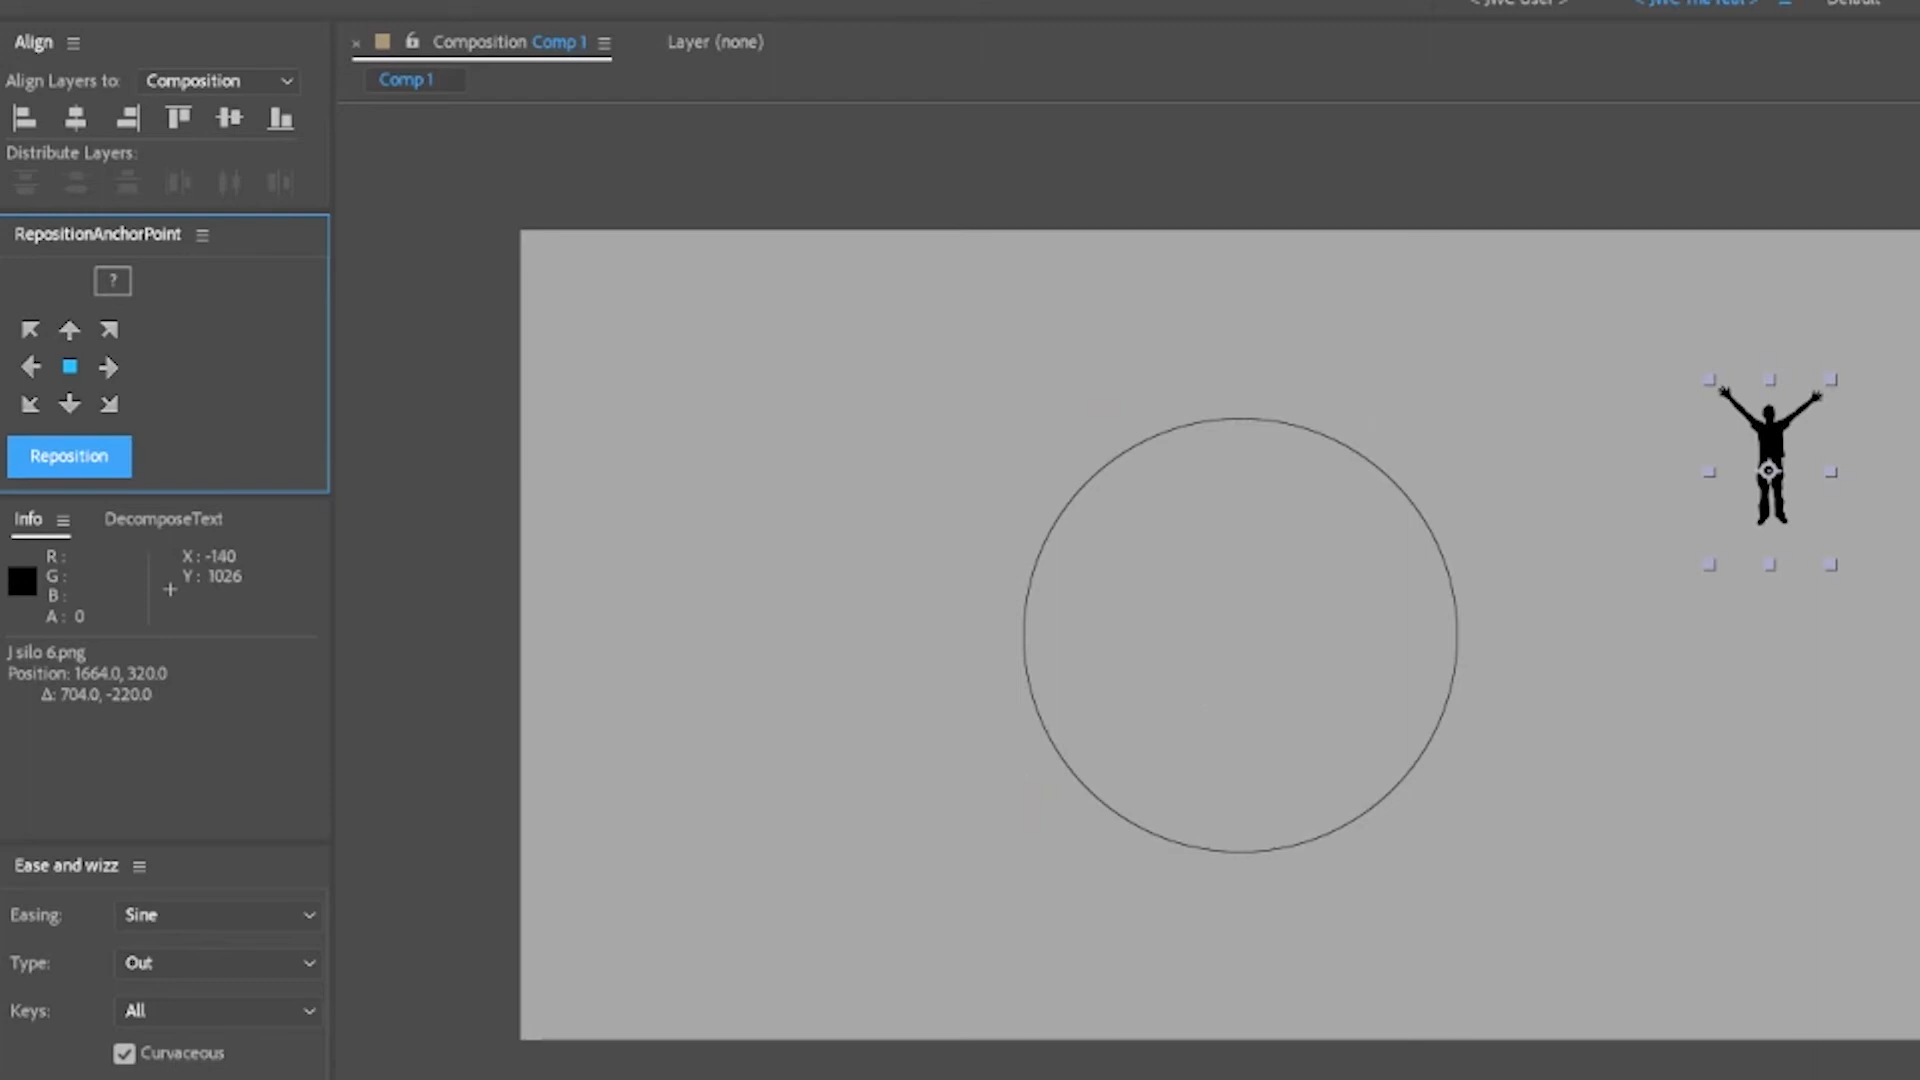 Default
Align
Composition Comp 1
Layer (none)
Align Layers to: Composition
Comp 1
Distribute Layers:
RepositionAnchorPoint
?
Reposition
Info
DecomposeText
R :
G :
B :
A : 0
X : -140
Y : 1026
J silo 6.png
Position: 1664.0, 320.0
Δ: 704.0, -220.0
Ease and wizz
Easing: Sine
Type: Out
Keys: All
Curvaceous